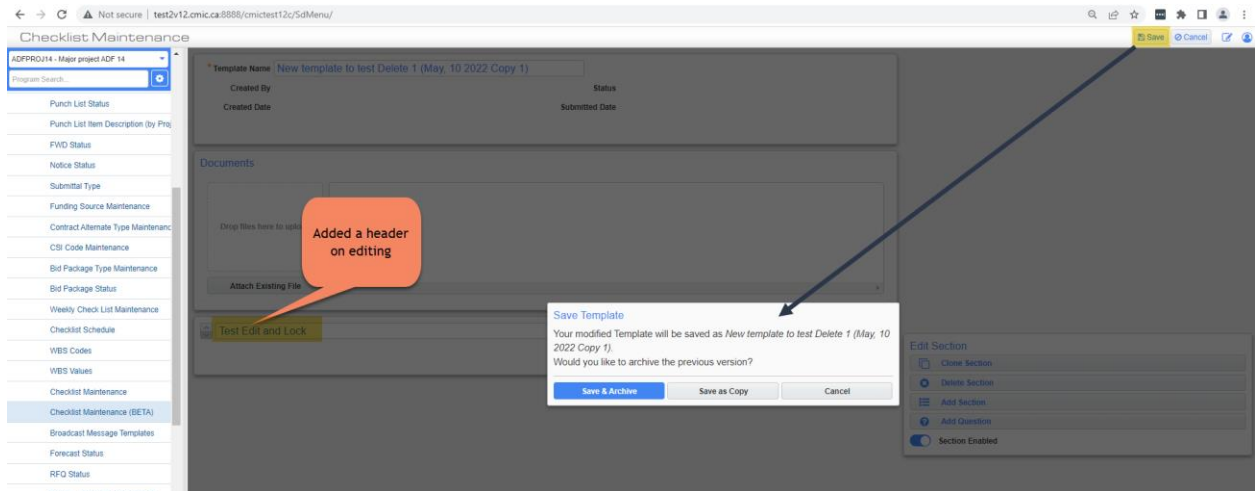 Not secure | test2v12.cmic.ca:8888/cmictest12c/SdMenu/
Checklist Maintenance
Save
Cancel
ADFPROJ14 - Major project ADF 14
Program Search...
Punch List Status
Punch List Item Description (by Proj
FWD Status
Notice Status
Submittal Type
Funding Source Maintenance
Contract Alternate Type Maintenanc
CSI Code Maintenance
Bid Package Type Maintenance
Bid Package Status
Weekly Check List Maintenance
Checklist Schedule
WBS Codes
WBS Values
Checklist Maintenance
Checklist Maintenance (BETA)
Broadcast Message Templates
Forecast Status
RFQ Status
* Template Name New template to test Delete 1 (May, 10 2022 Copy 1)
Created By Status
Created Date Submitted Date
Documents
Drop files here to uplo
Attach Existing File
Added a header
on editing
Test Edit and Lock
Save Template
Your modified Template will be saved as New template to test Delete 1 (May, 10
2022 Copy 1).
Would you like to archive the previous version?
Save & Archive Save as Copy Cancel
Edit Section
Clone Section
Delete Section
Add Section
Add Question
Section Enabled